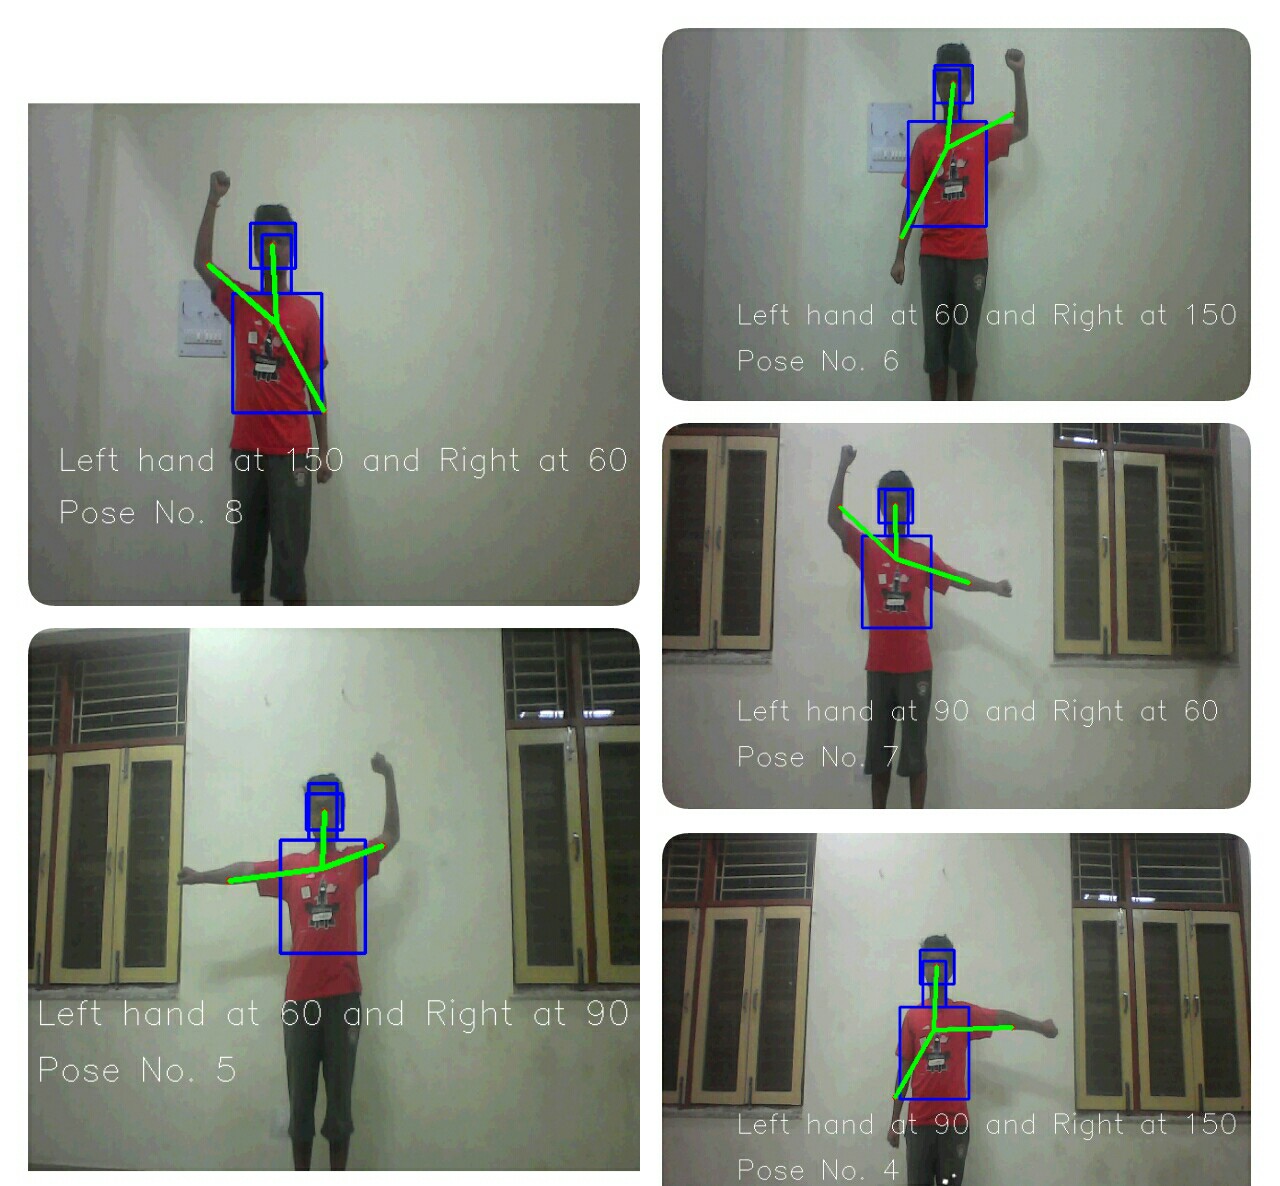 Left hand at 150 and Right at 60
Pose No. 8
Left hand at 60 and Right at 90
Pose No. 5
Left hand at 60 and Right at 150
Pose No. 6
Left hand at 90 and Right at 60
Pose No. 7
Left hand at 90 and Right at 150
Pose No. 4